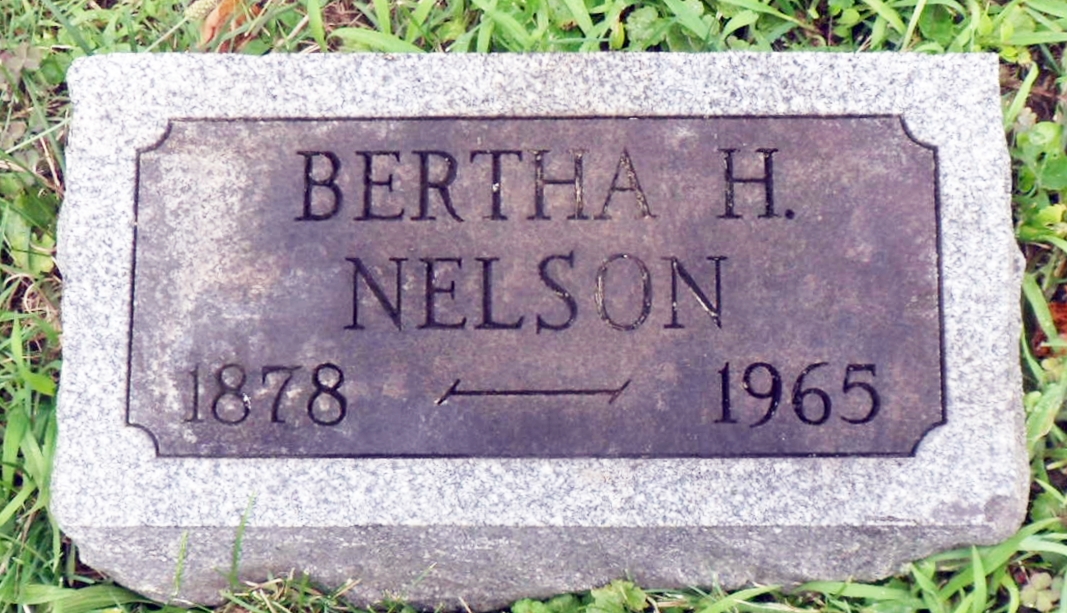 BERTHA H.
NELSON
1878 — 1965